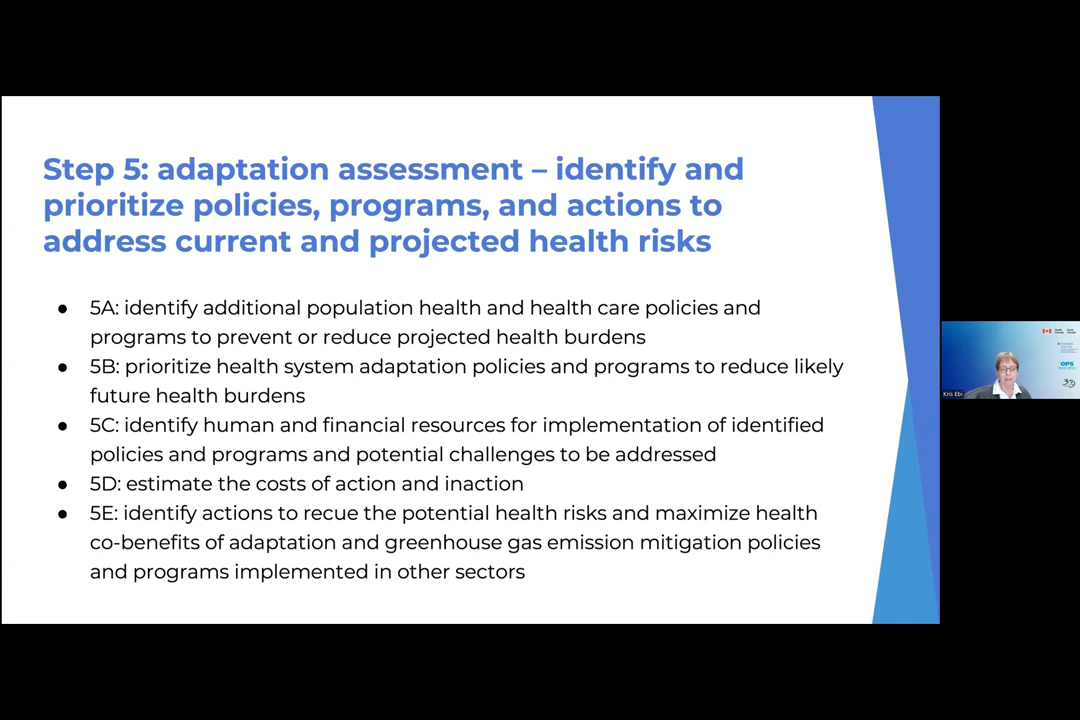 Step 5: adaptation assessment – identify and
prioritize policies, programs, and actions to
address current and projected health risks
● 5A: identify additional population health and health care policies and
programs to prevent or reduce projected health burdens
● 5B: prioritize health system adaptation policies and programs to reduce likely
future health burdens
● 5C: identify human and financial resources for implementation of identified
policies and programs and potential challenges to be addressed
● 5D: estimate the costs of action and inaction
● 5E: identify actions to recue the potential health risks and maximize health
co-benefits of adaptation and greenhouse gas emission mitigation policies
and programs implemented in other sectors
OPS
Kris Ebi